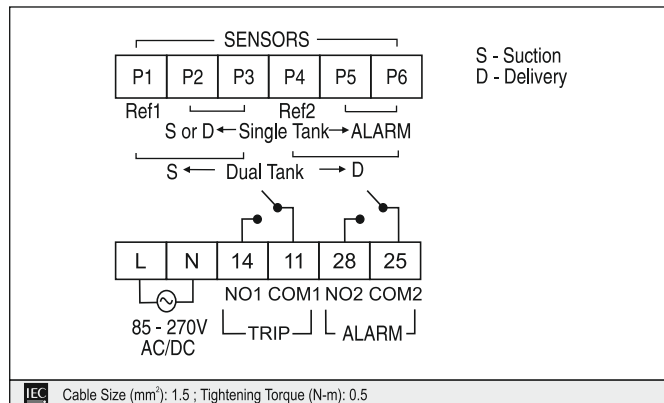 SENSORS
P1 P2 P3 P4 P5 P6
S - Suction
D - Delivery
Ref1 Ref2
S or D Single Tank ALARM
S Dual Tank D
L N 14 11 28 25
NO1 COM1 NO2 COM2
85 - 270V
AC/DC
TRIP ALARM
IEC Cable Size (mm²): 1.5 ; Tightening Torque (N-m): 0.5